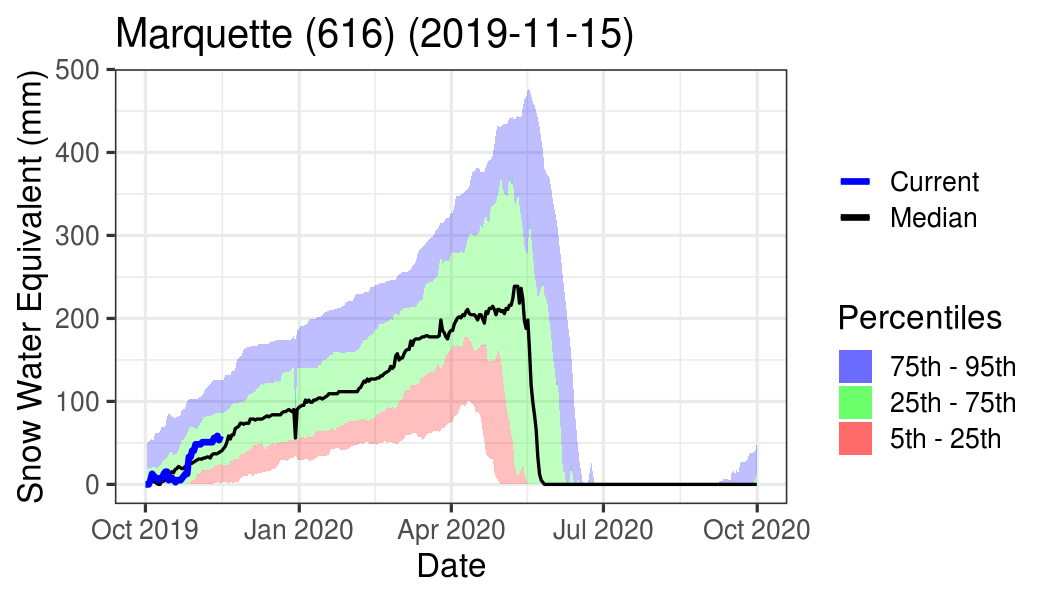 Marquette (616) (2019-11-15)
Snow Water Equivalent (mm)
500
400
300
200
100
0
Oct 2019
Jan 2020
Apr 2020
Jul 2020
Oct 2020
Date
Current
Median
Percentiles
75th - 95th
25th - 75th
5th - 25th